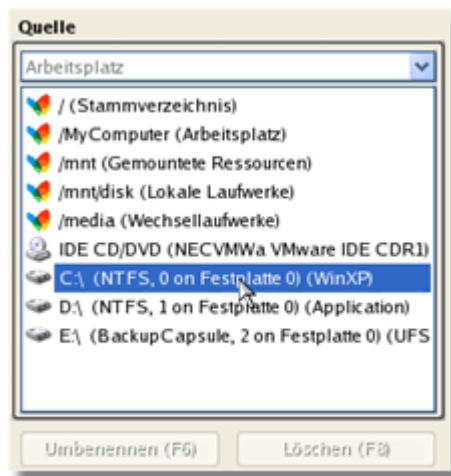 Quelle
Arbeitsplatz
/ (Stammverzeichnis)
/MyComputer (Arbeitsplatz)
/mnt (Gemountete Ressourcen)
/mnt/disk (Lokale Laufwerke)
/media (Wechsellaufwerke)
IDE CD/DVD (NECVMWa VMware IDE CDR1)
C:\ (NTFS, 0 on Festplatte 0) (WinXP)
D:\ (NTFS, 1 on Festplatte 0) (Application)
E:\ (BackupCapsule, 2 on Festplatte 0) (UFS
Umbenennen (F6)
Löschen (F8)